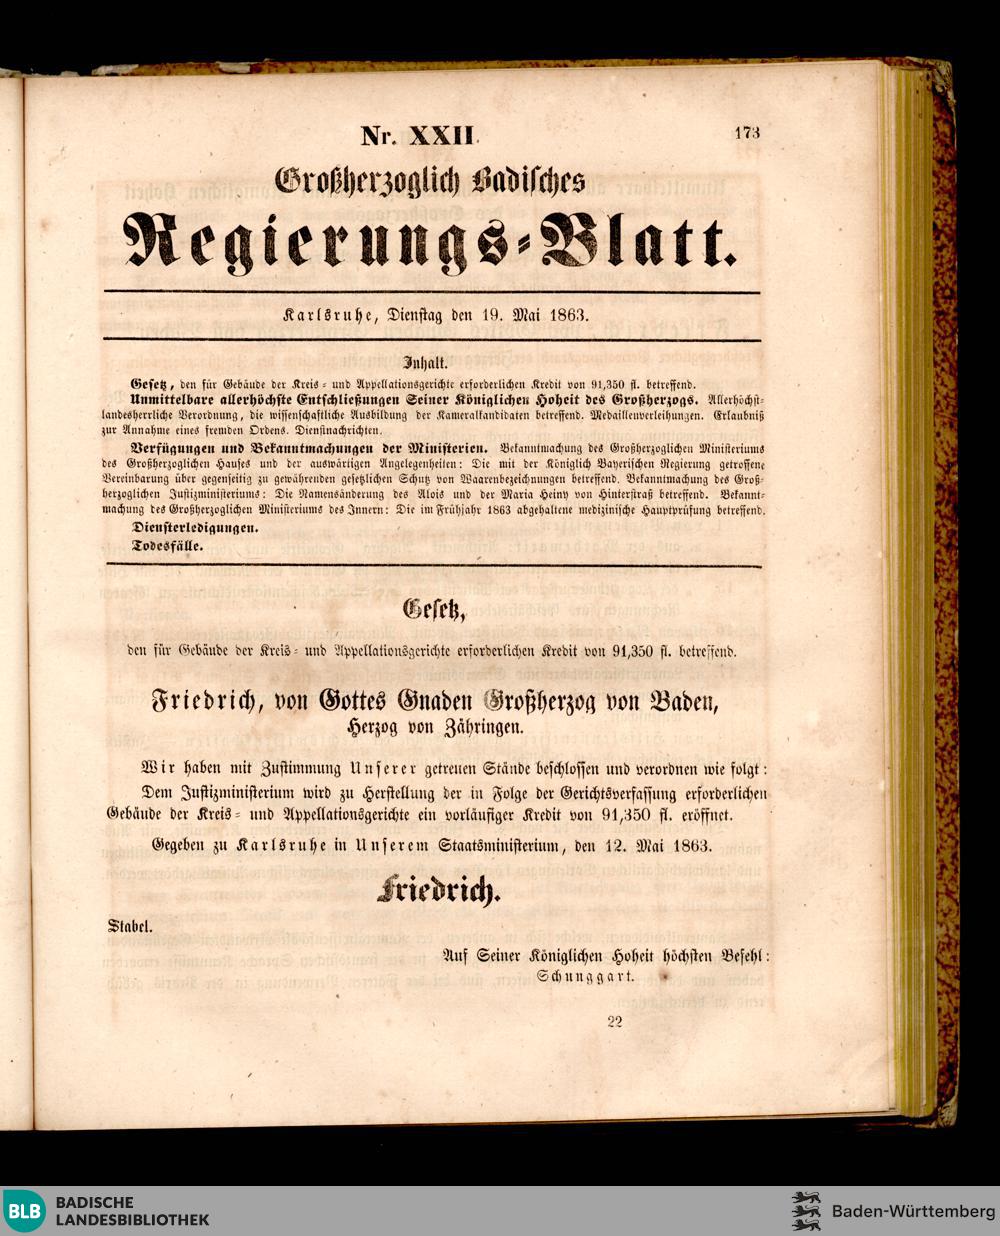 Nr. XXII.
173
Großherzoglich Badisches
Regierungs-Blatt.
Karlsruhe, Dienstag den 19. Mai 1863.
Inhalt.
Gesetz, den für Gebäude der Kreis- und Appellationsgerichte erforderlichen Kredit von 91,350 fl. betreffend.
Unmittelbare allerhöchste Entschließungen Seiner Königlichen Hoheit des Großherzogs. Allerhöchst-
landesherrliche Verordnung, die wissenschaftliche Ausbildung der Kameralkandidaten betreffend. Medaillenverleihungen. Erlaubniß
zur Annahme eines fremden Ordens. Dienstnachrichten.
Verfügungen und Bekanntmachungen der Ministerien. Bekanntmachung des Großherzoglichen Ministeriums
des Großherzoglichen Hauses und der auswärtigen Angelegenheiten: Die mit der Königlich Bayerischen Regierung getroffene
Vereinbarung über gegenseitig zu gewährenden gesetzlichen Schutz von Waarenbezeichnungen betreffend. Bekanntmachung des Groß-
herzoglichen Justizministeriums: Die Namensänderung des Alois und der Maria Heiny von Hinterstraß betreffend. Bekannt-
machung des Großherzoglichen Ministeriums des Innern: Die im Frühjahr 1863 abgehaltene medizinische Hauptprüfung betreffend.
Diensterledigungen.
Todesfälle.
Gesetz,
den für Gebäude der Kreis- und Appellationsgerichte erforderlichen Kredit von 91,350 fl. betreffend.
Friedrich, von Gottes Gnaden Großherzog von Baden,
Herzog von Zähringen.
Wir haben mit Zustimmung Unserer getreuen Stände beschlossen und verordnen wie folgt:
Dem Justizministerium wird zu Herstellung der in Folge der Gerichtsverfassung erforderlichen
Gebäude der Kreis- und Appellationsgerichte ein vorläufiger Kredit von 91,350 fl. eröffnet.
Gegeben zu Karlsruhe in Unserem Staatsministerium, den 12. Mai 1863.
Friedrich.
Stabel.
Auf Seiner Königlichen Hoheit höchsten Befehl:
Schunggart.
22
BLB BADISCHE
LANDESBIBLIOTHEK
Baden-Württemberg